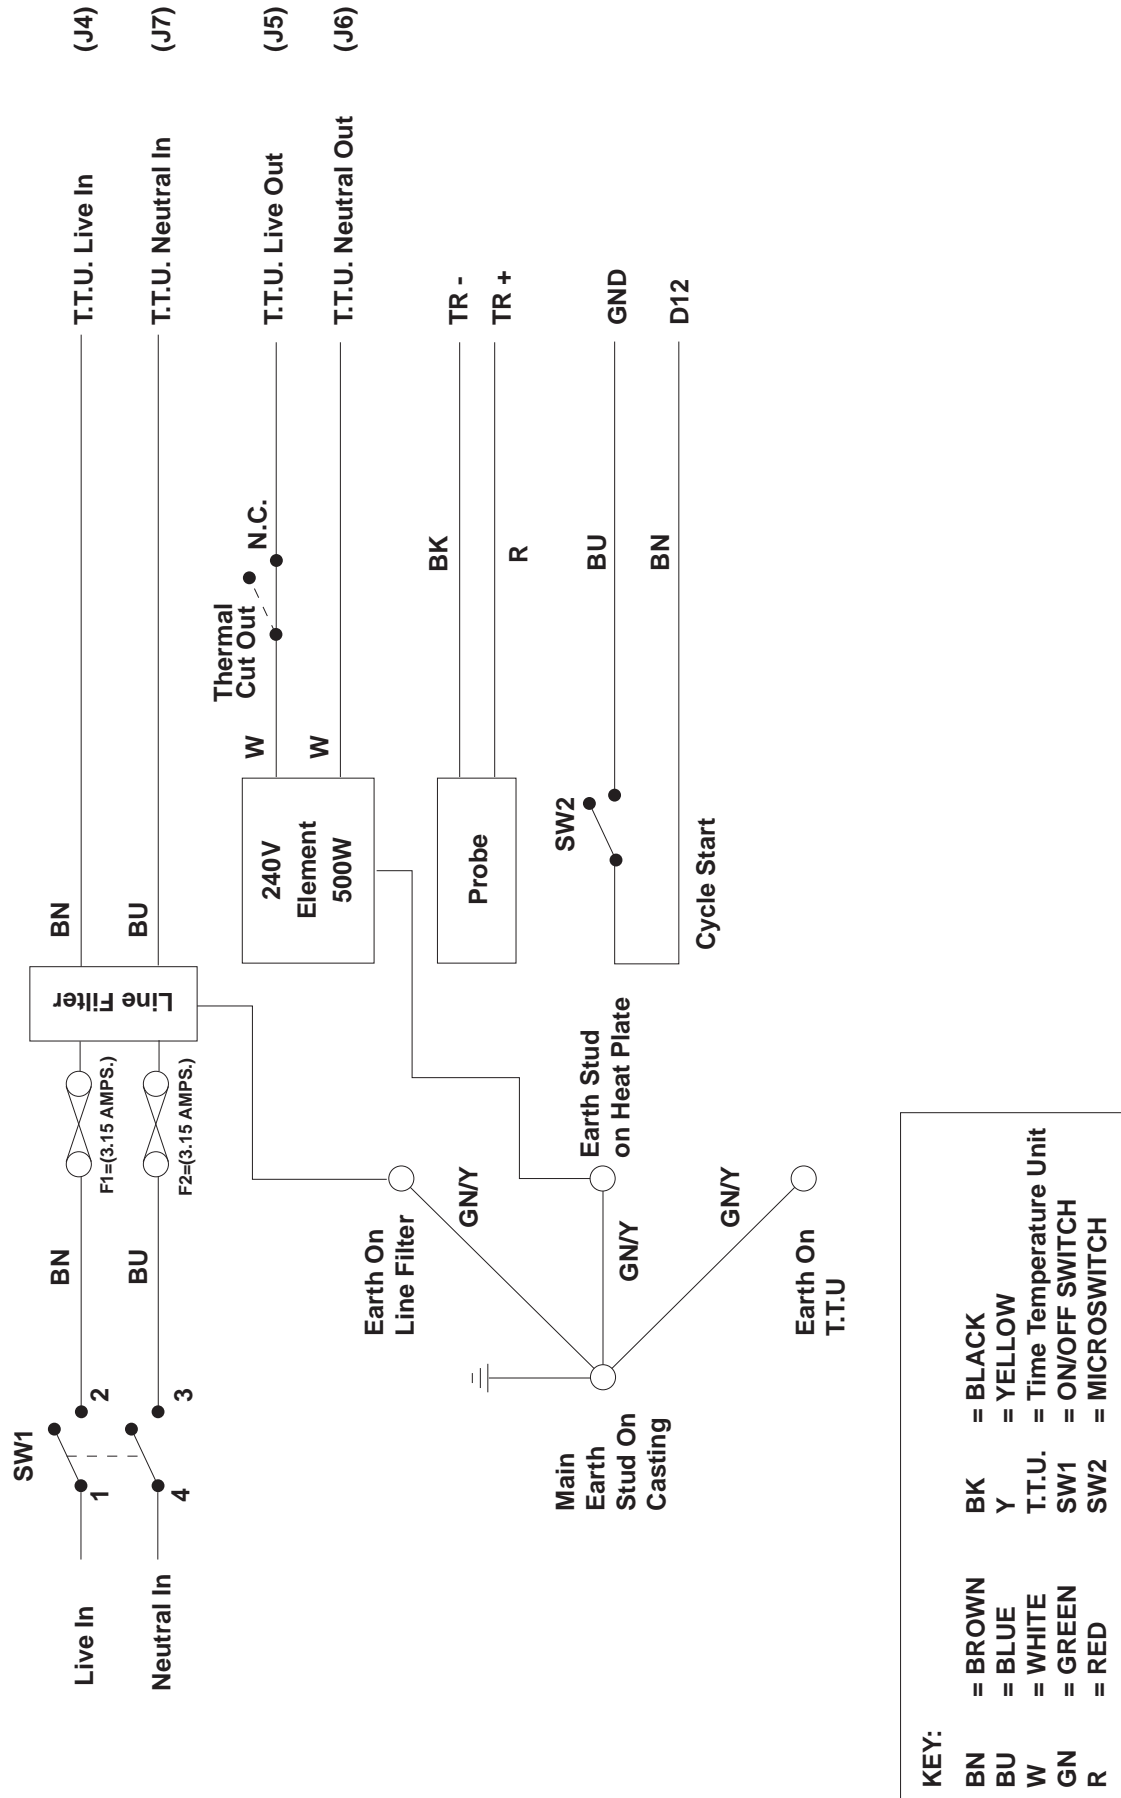 SW1
Live In
1
2
BN
F1=(3.15 AMPS.)
Line Filter
BN
T.T.U. Live In
(J4)
Neutral In
4
3
BU
F2=(3.15 AMPS.)
BU
T.T.U. Neutral In
(J7)
Thermal
Cut Out
N.C.
240V
Element
500W
W
T.T.U. Live Out
(J5)
W
T.T.U. Neutral Out
(J6)
Earth On
Line Filter
GN/Y
Probe
BK
TR -
R
TR +
Main
Earth
Stud On
Casting
GN/Y
Earth Stud
on Heat Plate
SW2
BU
GND
BN
D12
Cycle Start
GN/Y
Earth On
T.T.U
KEY:
BN = BROWN BK = BLACK
BU = BLUE Y = YELLOW
W = WHITE T.T.U. = Time Temperature Unit
GN = GREEN SW1 = ON/OFF SWITCH
R = RED SW2 = MICROSWITCH